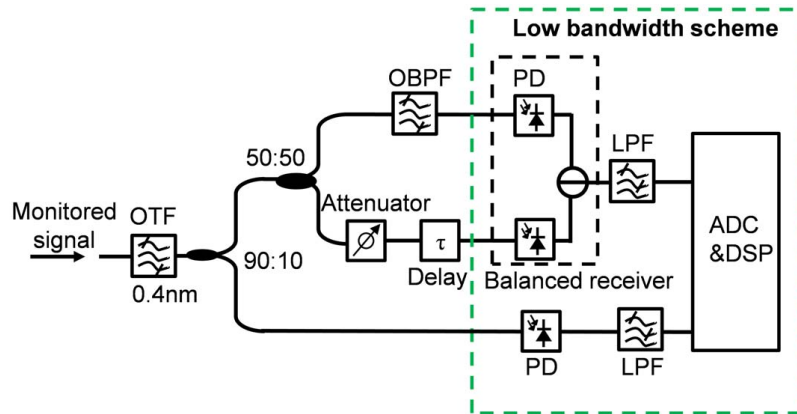 Low bandwidth scheme
OBPF
PD
LPF
50:50
Attenuator
Monitored
signal
OTF
τ
ADC
&DSP
90:10
Delay
Balanced receiver
0.4nm
PD
LPF